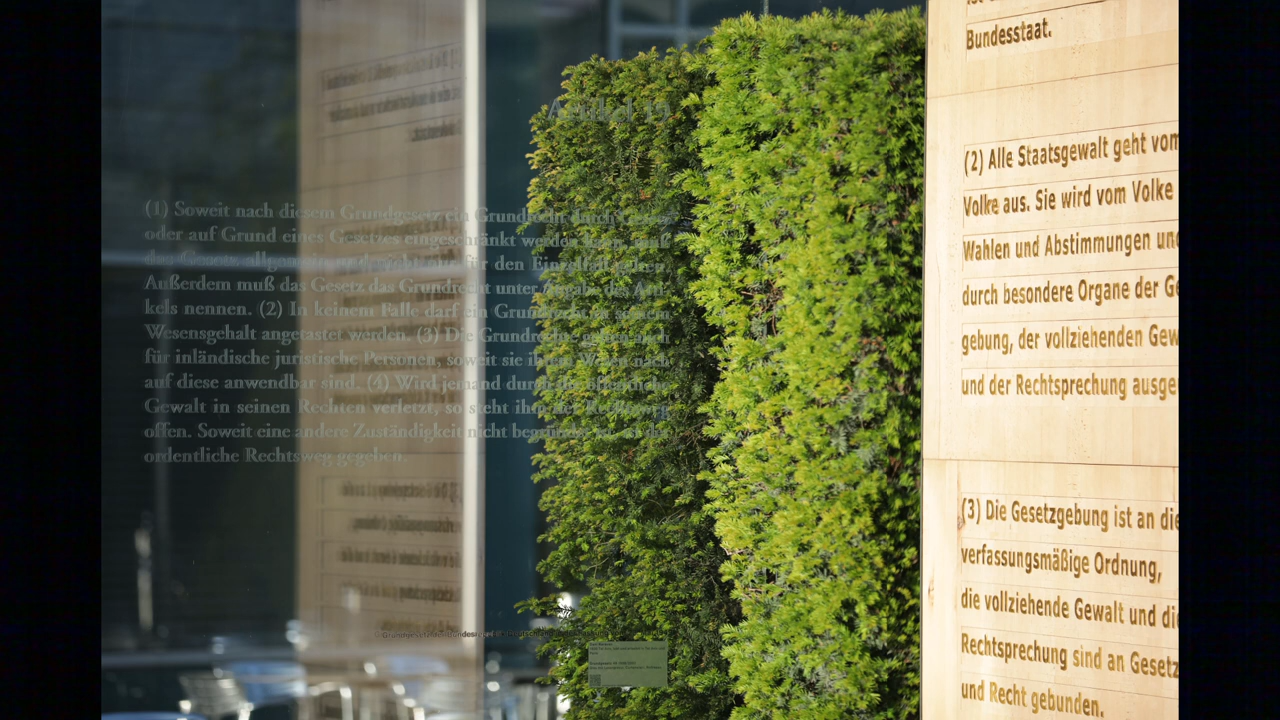 Artikel 19
(1) Soweit nach diesem Grundgesetz ein Grundrecht durch Gesetz
oder auf Grund eines Gesetzes eingeschränkt werden kann, muß
das Gesetz allgemein und nicht nur für den Einzelfall gelten.
Außerdem muß das Gesetz das Grundrecht unter Angabe des Arti-
kels nennen. (2) In keinem Falle darf ein Grundrecht in seinem
Wesensgehalt angetastet werden. (3) Die Grundrechte gelten auch
für inländische juristische Personen, soweit sie ihrem Wesen nach
auf diese anwendbar sind. (4) Wird jemand durch die öffentliche
Gewalt in seinen Rechten verletzt, so steht ihm der Rechtsweg
offen. Soweit eine andere Zuständigkeit nicht begründet ist, ist der
ordentliche Rechtsweg gegeben.
Bundesstaat.
(2) Alle Staatsgewalt geht vom
Volke aus. Sie wird vom Volke
Wahlen und Abstimmungen und
durch besondere Organe der Ge
gebung, der vollziehenden Gew
und der Rechtsprechung ausge
(3) Die Gesetzgebung ist an die
verfassungsmäßige Ordnung,
die vollziehende Gewalt und die
Rechtsprechung sind an Gesetz
und Recht gebunden.